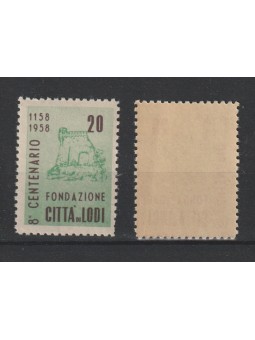 1158
1958
20
8° CENTENARIO
FONDAZIONE
CITTÀ DI LODI